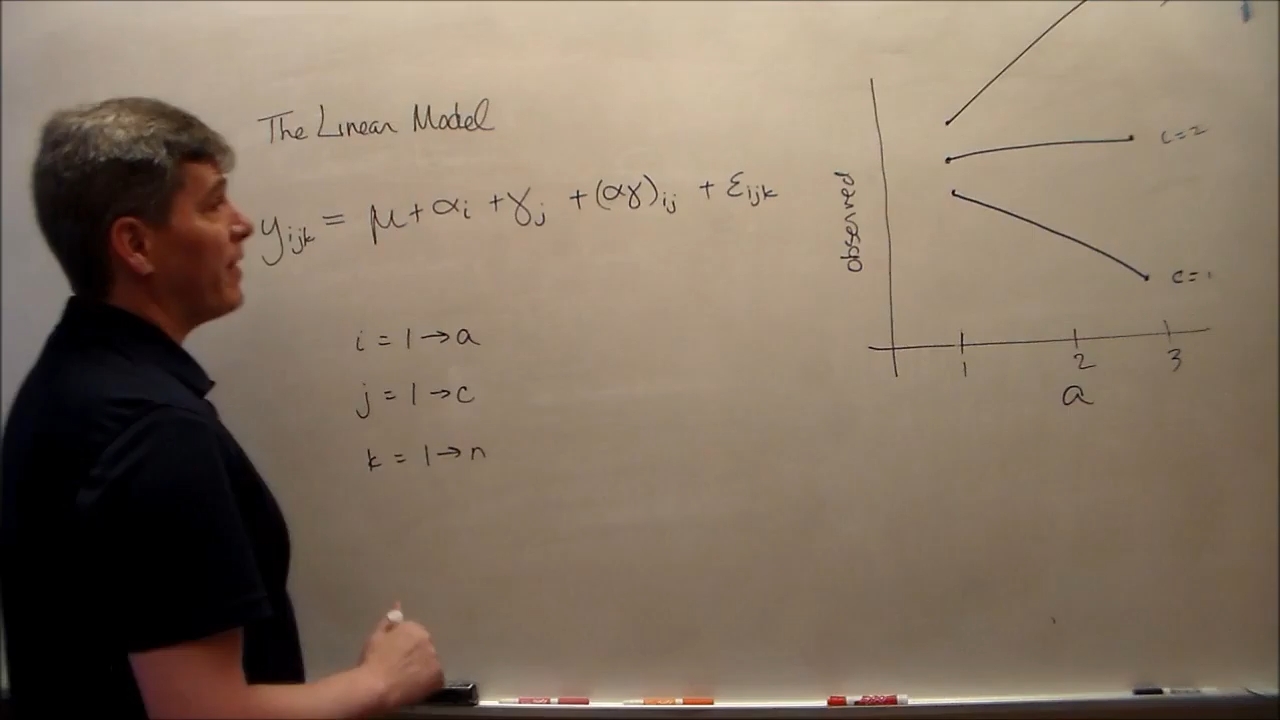 The Linear Model
y_ijk = μ + α_i + γ_j + (αγ)_ij + ε_ijk
i = 1 → a
j = 1 → c
k = 1 → n
observed
c=2
c=1
1 2 3
a